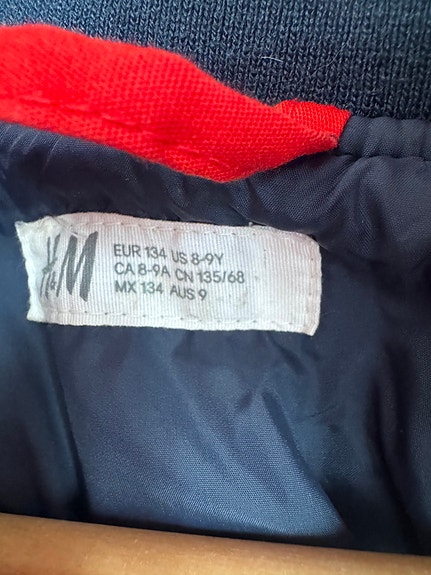 H&M
EUR 134 US 8-9Y
CA 8-9A CN 135/68
MX 134 AUS 9